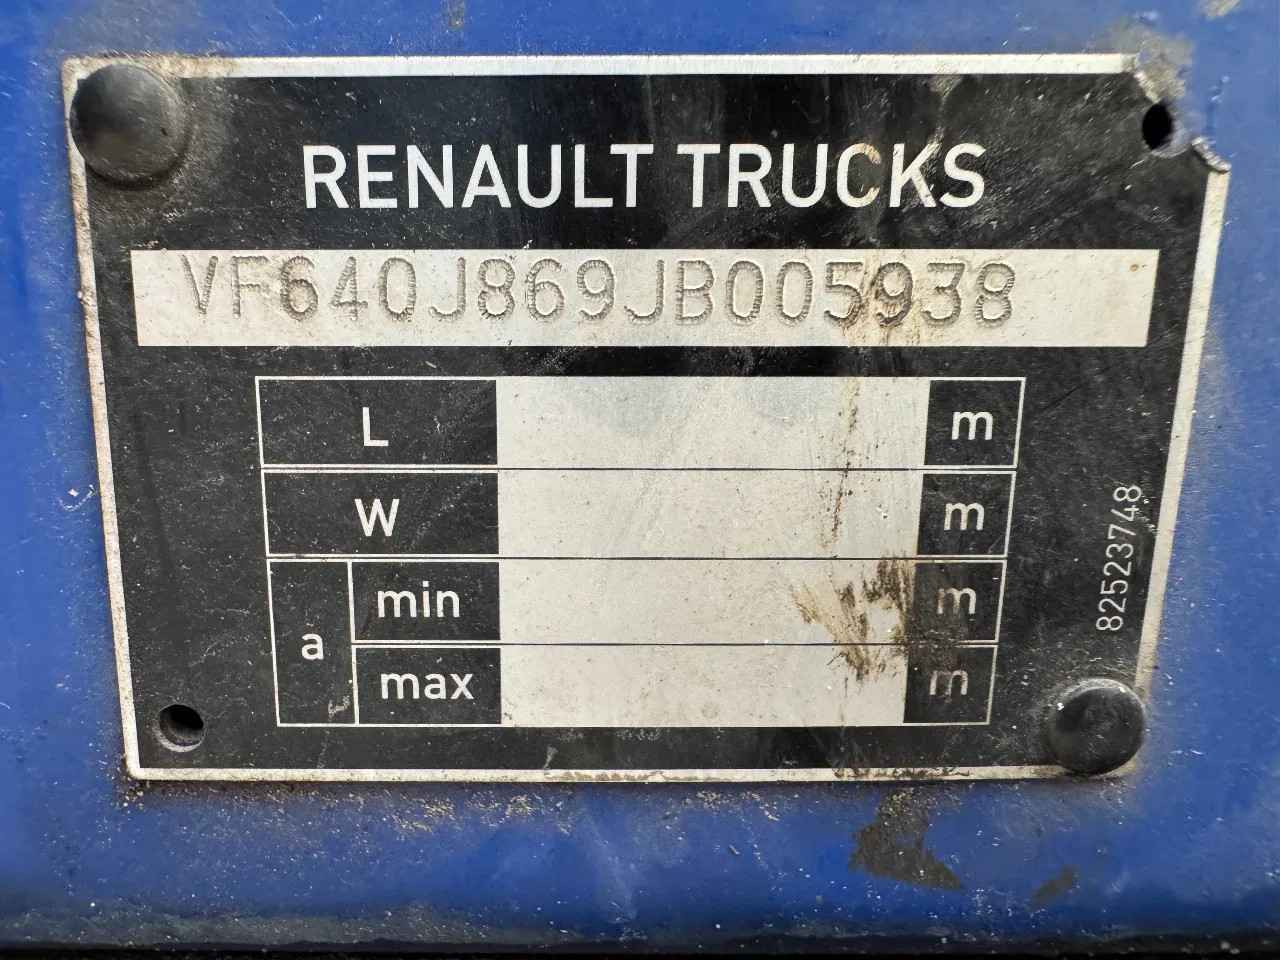 RENAULT TRUCKS
VF640J869JB005938
L m
W m
a min m
max m
82523748